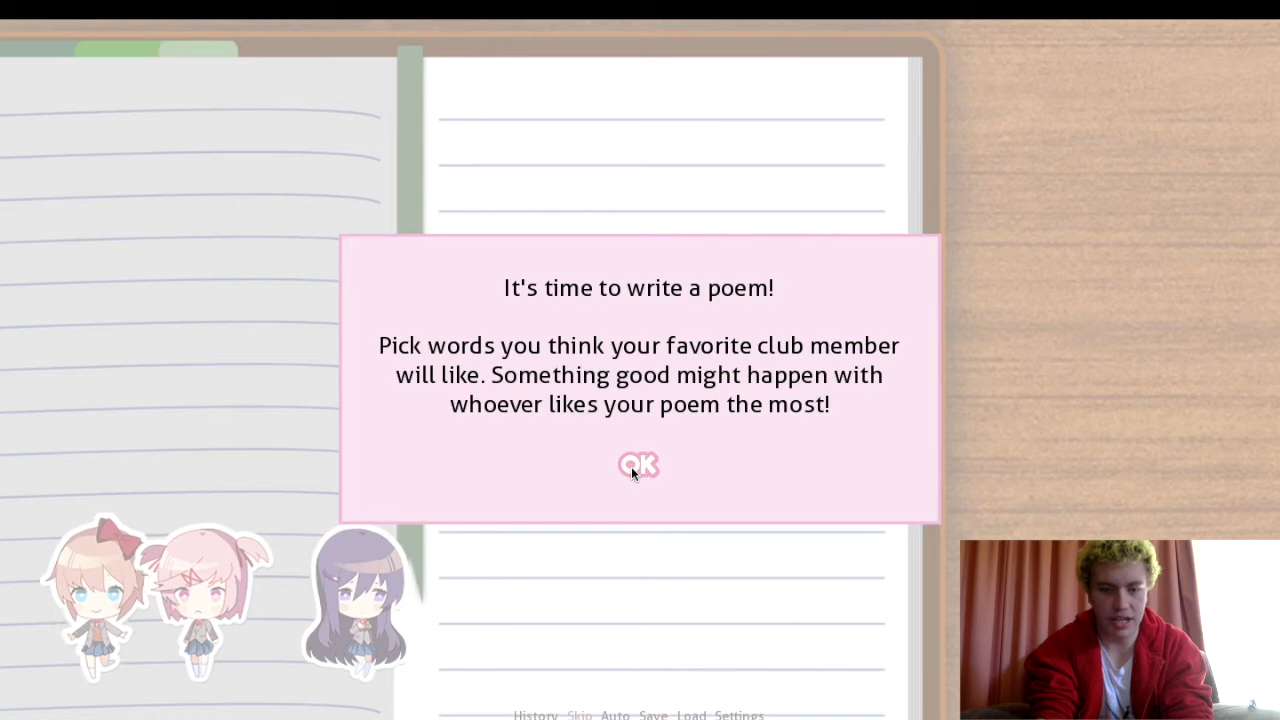 It's time to write a poem!
Pick words you think your favorite club member
will like. Something good might happen with
whoever likes your poem the most!
OK
History Skip Auto Save Load Settings